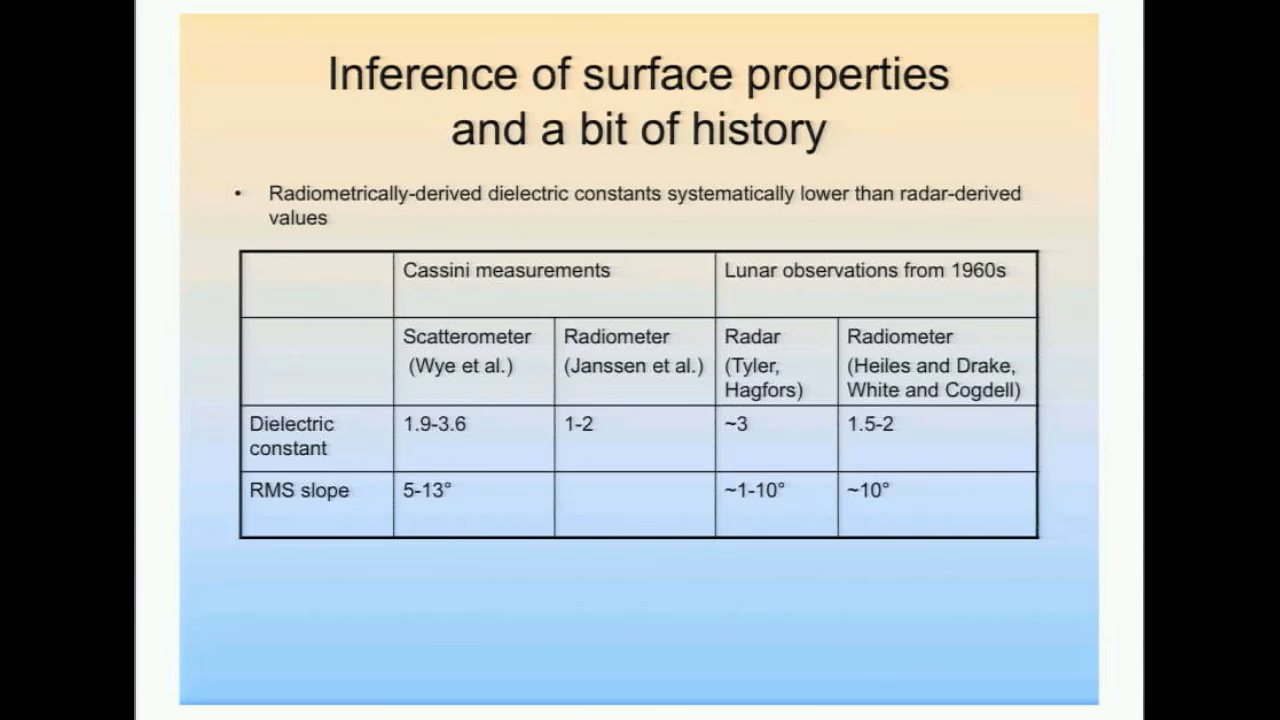 Inference of surface properties
and a bit of history
• Radiometrically-derived dielectric constants systematically lower than radar-derived
values
Cassini measurements
Lunar observations from 1960s
Scatterometer
(Wye et al.)
Radiometer
(Janssen et al.)
Radar
(Tyler,
Hagfors)
Radiometer
(Heiles and Drake,
White and Cogdell)
Dielectric
constant
1.9-3.6
1-2
~3
1.5-2
RMS slope
5-13°
~1-10°
~10°